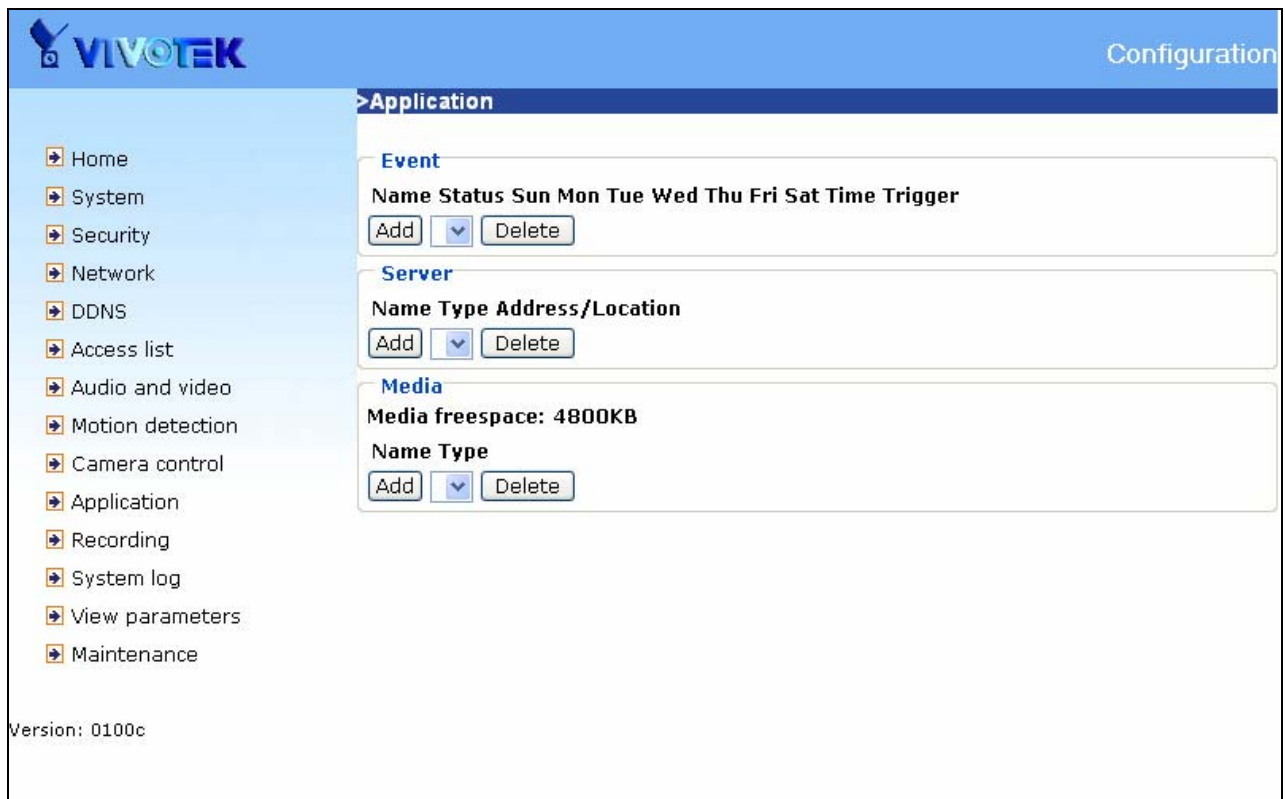 VIVOTEK
Configuration
>Application
Home
System
Security
Network
DDNS
Access list
Audio and video
Motion detection
Camera control
Application
Recording
System log
View parameters
Maintenance
Version: 0100c
Event
Name Status Sun Mon Tue Wed Thu Fri Sat Time Trigger
Add Delete
Server
Name Type Address/Location
Add Delete
Media
Media freespace: 4800KB
Name Type
Add Delete